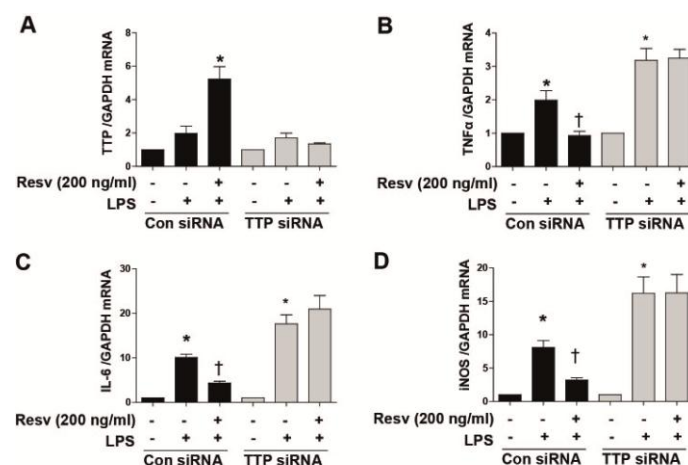 A
TTP /GAPDH mRNA
8
6
4
2
0
*
Resv (200 ng/ml) - - + - - +
LPS - + + - + +
Con siRNA TTP siRNA
B
TNFα /GAPDH mRNA
4
3
2
1
0
* † *
Resv (200 ng/ml) - - + - - +
LPS - + + - + +
Con siRNA TTP siRNA
C
IL-6 /GAPDH mRNA
30
20
10
0
* † *
Resv (200 ng/ml) - - + - - +
LPS - + + - + +
Con siRNA TTP siRNA
D
iNOS /GAPDH mRNA
20
15
10
5
0
* † *
Resv (200 ng/ml) - - + - - +
LPS - + + - + +
Con siRNA TTP siRNA